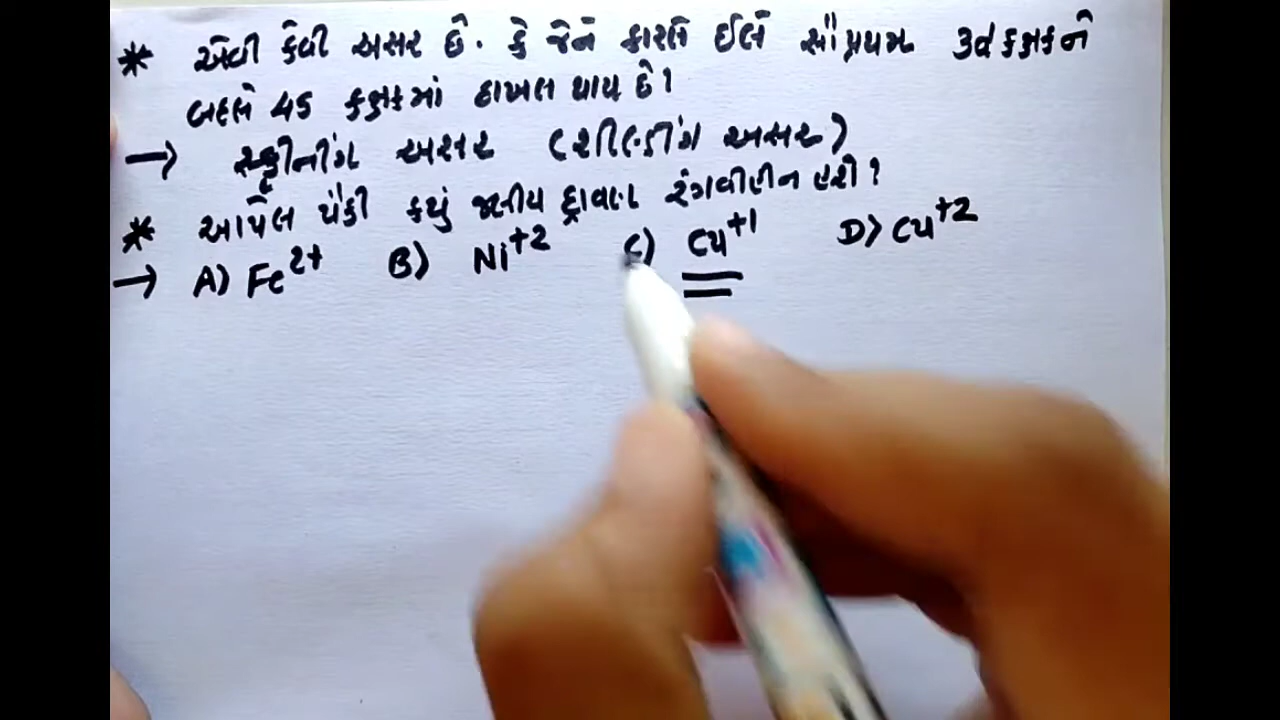 * એવી કેવી અસર છે. કે જેને કારણે ઈલે સૌપ્રથમ 3d કક્ષકને
બદલે 4s કક્ષકમાં દાખલ થાય છે?
→ સ્ક્રીનીંગ અસર (શીલ્ડીંગ અસર)
* આપેલ પૈકી કયું જલીય દ્રાવણ રંગવીહીન હશે?
→ A) Fe²⁺ B) Ni⁺² C) Cu⁺¹ D) Cu⁺²